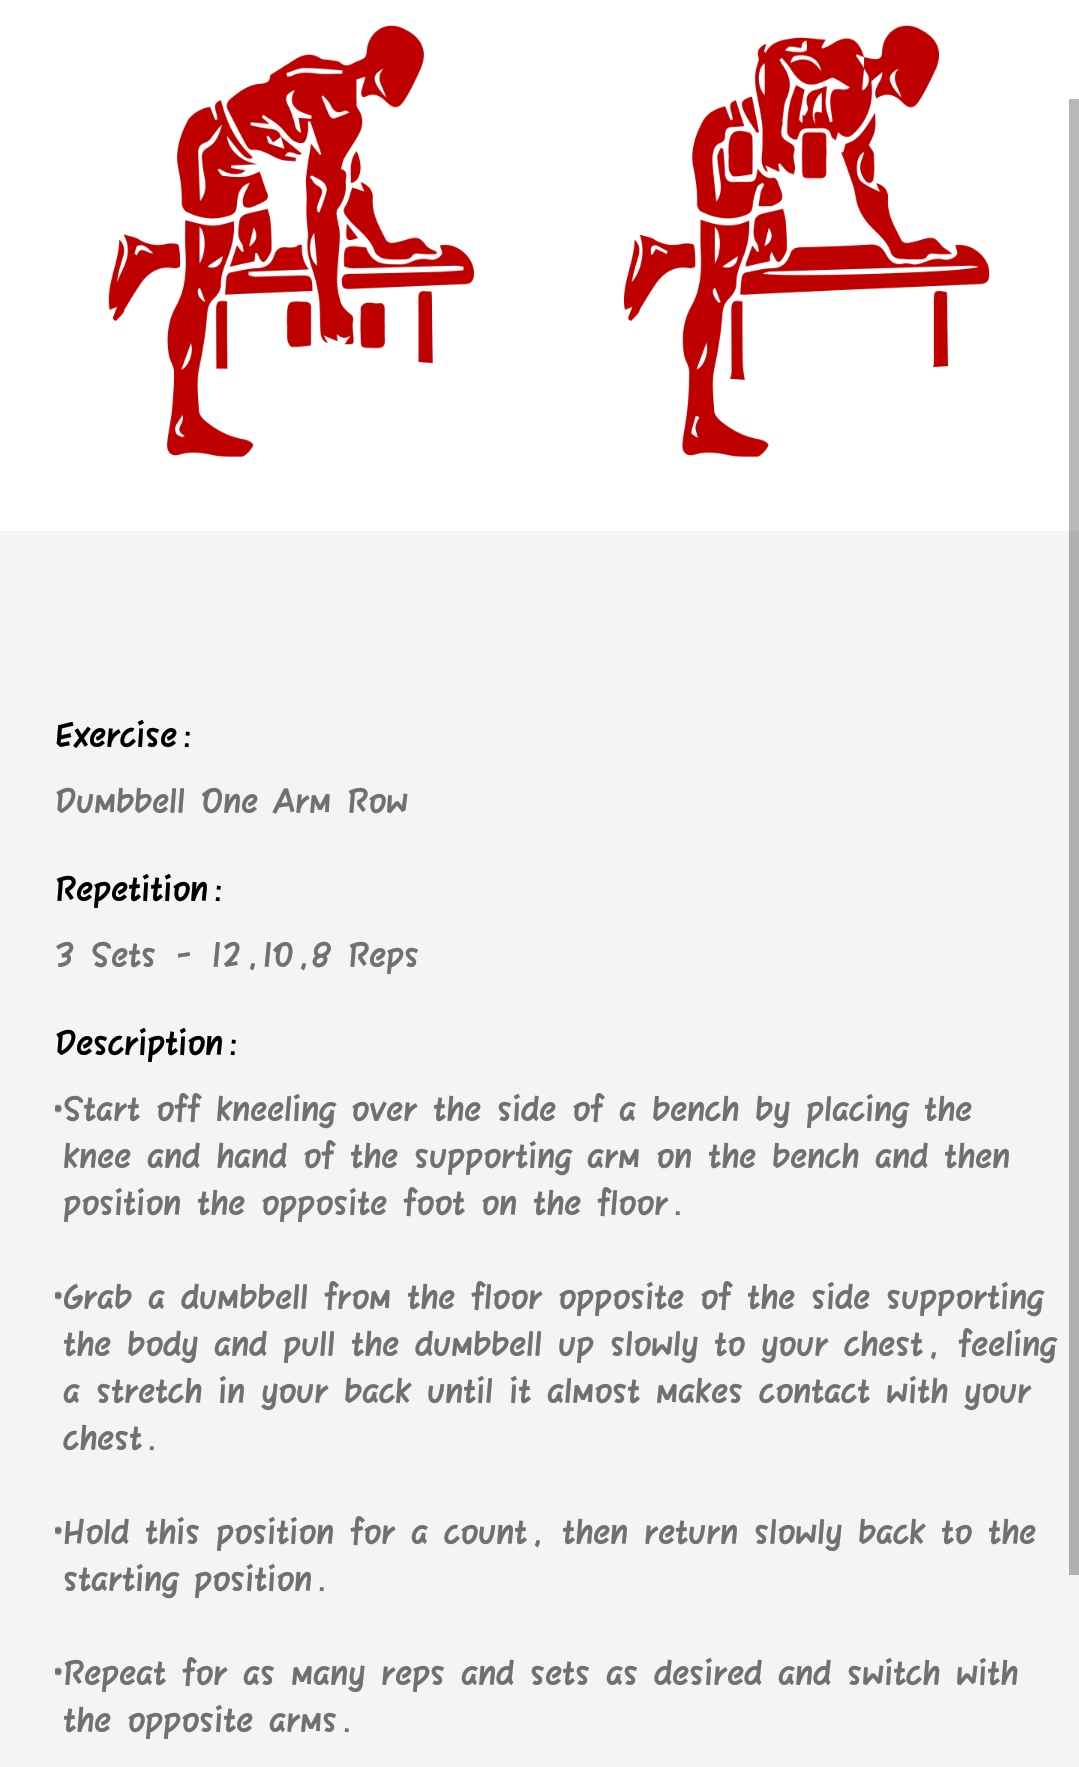 Exercise:
Dumbbell One Arm Row
Repetition:
3 Sets - 12,10,8 Reps
Description:
•Start off kneeling over the side of a bench by placing the
knee and hand of the supporting arm on the bench and then
position the opposite foot on the floor.
•Grab a dumbbell from the floor opposite of the side supporting
the body and pull the dumbbell up slowly to your chest, feeling
a stretch in your back until it almost makes contact with your
chest.
•Hold this position for a count, then return slowly back to the
starting position.
•Repeat for as many reps and sets as desired and switch with
the opposite arms.